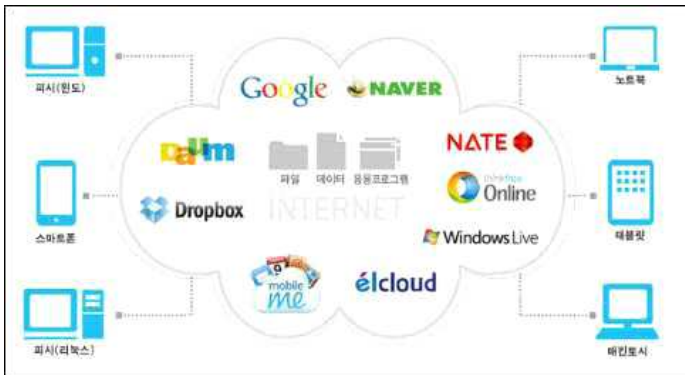 피시(윈도)
스마트폰
피시(리눅스)
Google
NAVER
Daum
NATE
파일 데이터 응용프로그램
Dropbox
INTERNET
thinkfree
Online
Windows Live
mobile
me
élcloud
노트북
태블릿
매킨토시